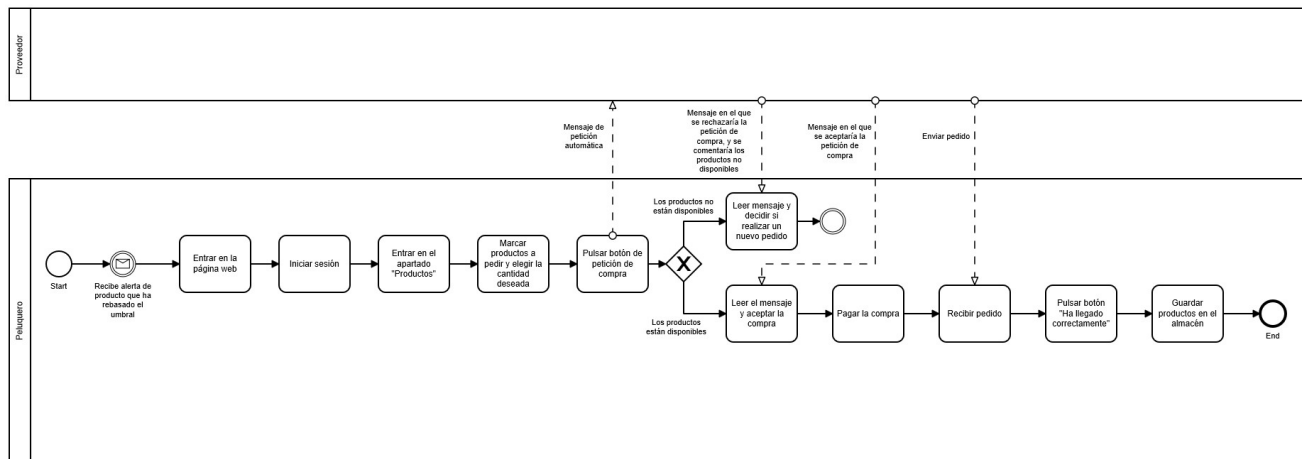 Proveedor
Mensaje de
petición
automática
Mensaje en el que
se rechazaría la
petición de
compra, y se
comentaría los
productos no
disponibles
Mensaje en el que
se aceptaría la
petición de
compra
Enviar pedido
Peluquero
Start
Recibe alerta de
producto que ha
rebasado el
umbral
Entrar en la
página web
Iniciar sesión
Entrar en el
apartado
"Productos"
Marcar
productos a
pedir y elegir la
cantidad
deseada
Pulsar botón de
petición de
compra
Los productos no
están disponibles
Leer mensaje y
decidir si
realizar un
nuevo pedido
Los productos
están disponibles
Leer el mensaje
y aceptar la
compra
Pagar la compra
Recibir pedido
Pulsar botón
"Ha llegado
correctamente"
Guardar
productos en el
almacén
End